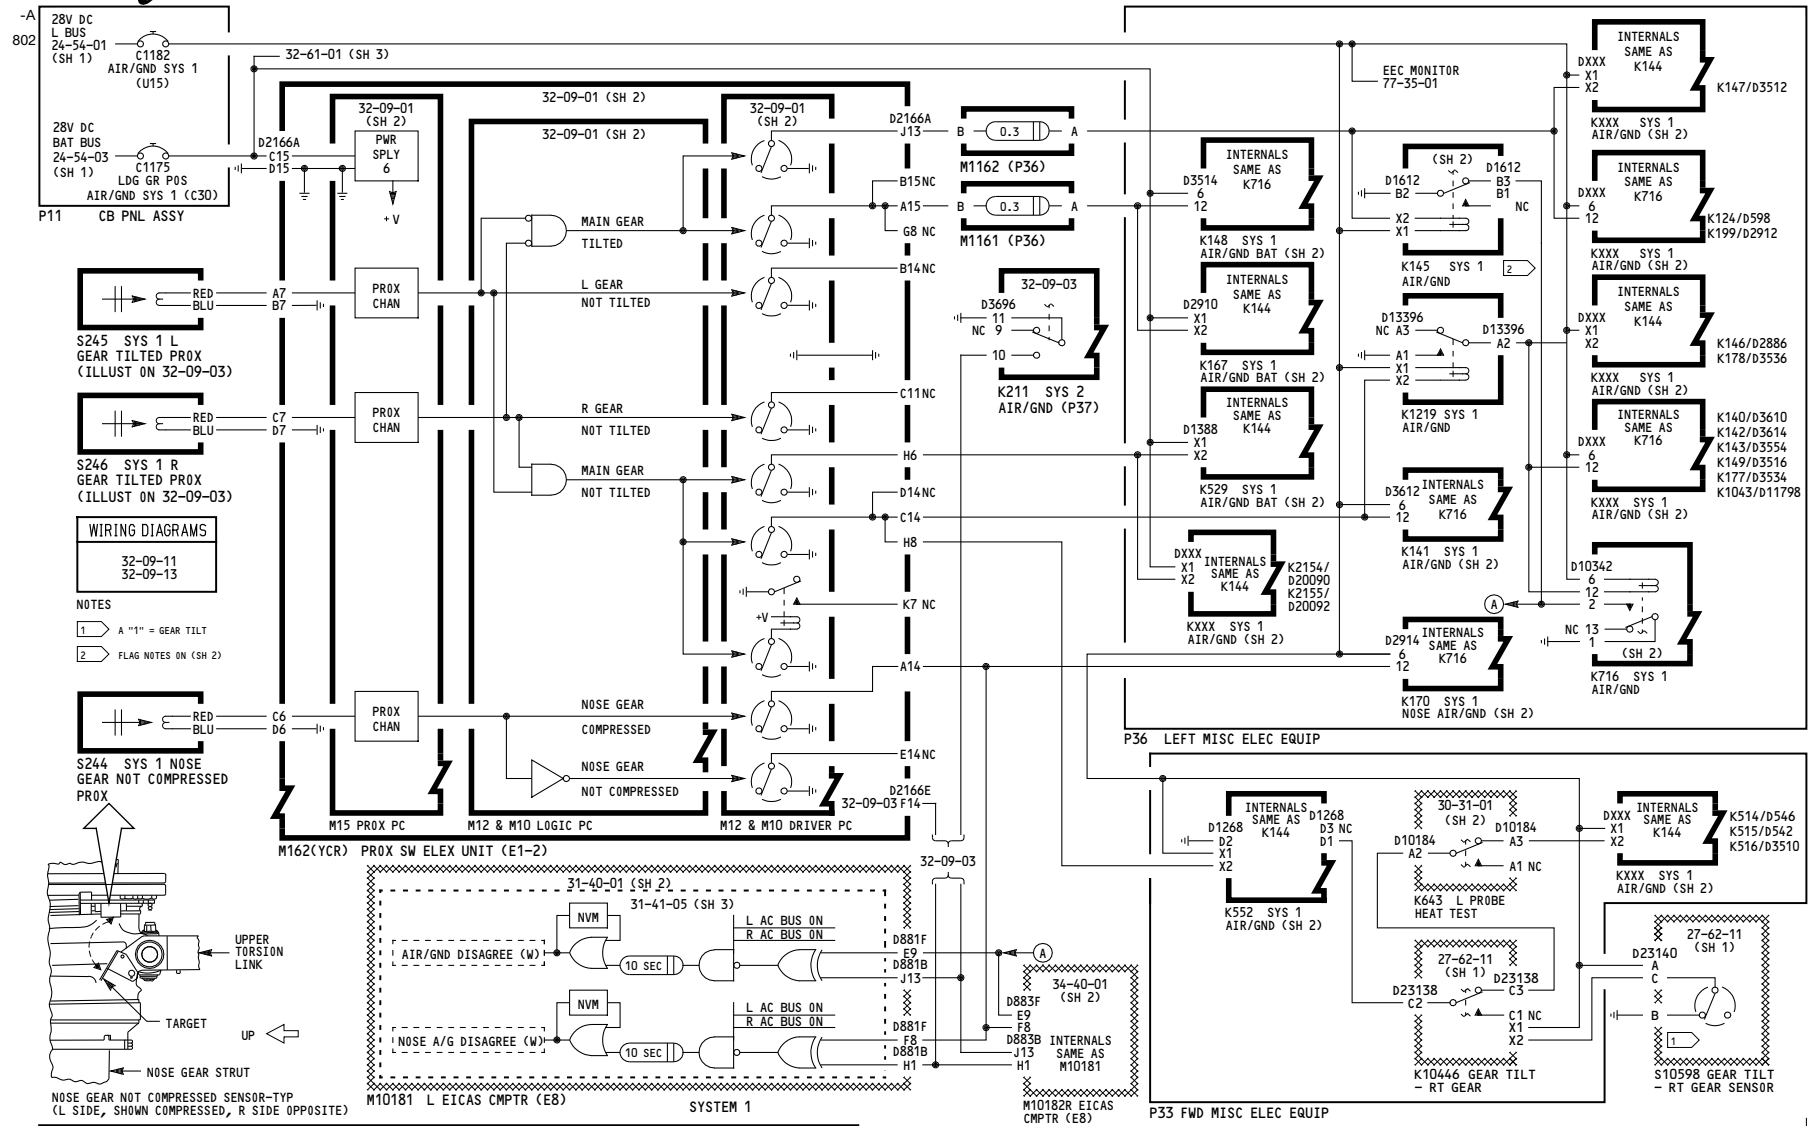 -A
802
28V DC
L BUS
24-54-01
(SH 1)
C1182
AIR/GND SYS 1
(U15)
32-61-01 (SH 3)
28V DC
BAT BUS
24-54-03
(SH 1)
C1175
LDG GR POS
AIR/GND SYS 1 (C30)
P11 CB PNL ASSY
D2166A
C15
D15
32-09-01 (SH 2)
32-09-01
(SH 2)
PWR
SPLY
6
+V
32-09-01 (SH 2)
32-09-01
(SH 2)
MAIN GEAR
TILTED
L GEAR
NOT TILTED
R GEAR
NOT TILTED
MAIN GEAR
NOT TILTED
+V
NOSE GEAR
COMPRESSED
NOSE GEAR
NOT COMPRESSED
RED
BLU
A7
B7
PROX
CHAN
S245 SYS 1 L
GEAR TILTED PROX
(ILLUST ON 32-09-03)
RED
BLU
C7
D7
PROX
CHAN
S246 SYS 1 R
GEAR TILTED PROX
(ILLUST ON 32-09-03)
WIRING DIAGRAMS
32-09-11
32-09-13
NOTES
1 A "1" = GEAR TILT
2 FLAG NOTES ON (SH 2)
RED
BLU
C6
D6
PROX
CHAN
S244 SYS 1 NOSE
GEAR NOT COMPRESSED
PROX
M15 PROX PC
M12 & M10 LOGIC PC
M12 & M10 DRIVER PC
M162(YCR) PROX SW ELEX UNIT (E1-2)
D2166A
J13
B15 NC
A15
G8 NC
B14 NC
C11 NC
H6
D14 NC
C14
H8
K7 NC
A14
E14 NC
D2166E
32-09-03 F14
32-09-03
B 0.3 A
M1162 (P36)
B 0.3 A
M1161 (P36)
32-09-03
D3696
11
NC 9
10
K211 SYS 2
AIR/GND (P37)
EEC MONITOR
77-35-01
INTERNALS
SAME AS
K716
D3514
6
12
K148 SYS 1
AIR/GND BAT (SH 2)
INTERNALS
SAME AS
K144
D2910
X1
X2
K167 SYS 1
AIR/GND BAT (SH 2)
INTERNALS
SAME AS
K144
D1388
X1
X2
K529 SYS 1
AIR/GND BAT (SH 2)
INTERNALS
SAME AS
K144
DXXX
X1
X2
K2154/
D20090
K2155/
D20092
KXXX SYS 1
AIR/GND (SH 2)
(SH 2)
D1612
B2
D1612
B3
B1
NC
X2
X1
K145 SYS 1
AIR/GND
2
D13396
NC A3
D13396
A2
A1
X1
X2
K1219 SYS 1
AIR/GND
INTERNALS
SAME AS
K716
D3612
6
12
K141 SYS 1
AIR/GND (SH 2)
A
INTERNALS
SAME AS
K716
D2914
6
12
K170 SYS 1
NOSE AIR/GND (SH 2)
INTERNALS
SAME AS
K144
DXXX
X1
X2
K147/D3512
KXXX SYS 1
AIR/GND (SH 2)
INTERNALS
SAME AS
K716
DXXX
6
12
K124/D598
K199/D2912
KXXX SYS 1
AIR/GND (SH 2)
INTERNALS
SAME AS
K144
DXXX
X1
X2
K146/D2886
K178/D3536
KXXX SYS 1
AIR/GND (SH 2)
INTERNALS
SAME AS
K716
DXXX
6
12
K140/D3610
K142/D3614
K143/D3554
K149/D3516
K177/D3534
K1043/D11798
KXXX SYS 1
AIR/GND (SH 2)
D10342
6
12
2
NC 13
1
(SH 2)
K716 SYS 1
AIR/GND
P36 LEFT MISC ELEC EQUIP
INTERNALS
SAME AS
K144
D1268
D2
X1
X2
D1268
D3 NC
D1
K552 SYS 1
AIR/GND (SH 2)
30-31-01
(SH 2)
D10184
A2
D10184
A3
A1 NC
K643 L PROBE
HEAT TEST
INTERNALS
SAME AS
K144
DXXX
X1
X2
K514/D546
K515/D542
K516/D3510
KXXX SYS 1
AIR/GND (SH 2)
27-62-11
(SH 1)
D23138
C2
D23138
C3
C1 NC
X1
X2
K10446 GEAR TILT
- RT GEAR
27-62-11
(SH 1)
D23140
A
C
B
1
S10598 GEAR TILT
- RT GEAR SENSOR
P33 FWD MISC ELEC EQUIP
31-40-01 (SH 2)
31-41-05 (SH 3)
NVM
L AC BUS ON
R AC BUS ON
AIR/GND DISAGREE (W)
10 SEC
D881F
E9
D881B
J13
NVM
L AC BUS ON
R AC BUS ON
NOSE A/G DISAGREE (W)
10 SEC
D881F
F8
D881B
H1
M10181 L EICAS CMPTR (E8)
SYSTEM 1
A
34-40-01
(SH 2)
D883F
E9
F8
D883B
J13
H1
INTERNALS
SAME AS
M10181
M10182R EICAS
CMPTR (E8)
UPPER
TORSION
LINK
TARGET
UP
NOSE GEAR STRUT
NOSE GEAR NOT COMPRESSED SENSOR-TYP
(L SIDE, SHOWN COMPRESSED, R SIDE OPPOSITE)